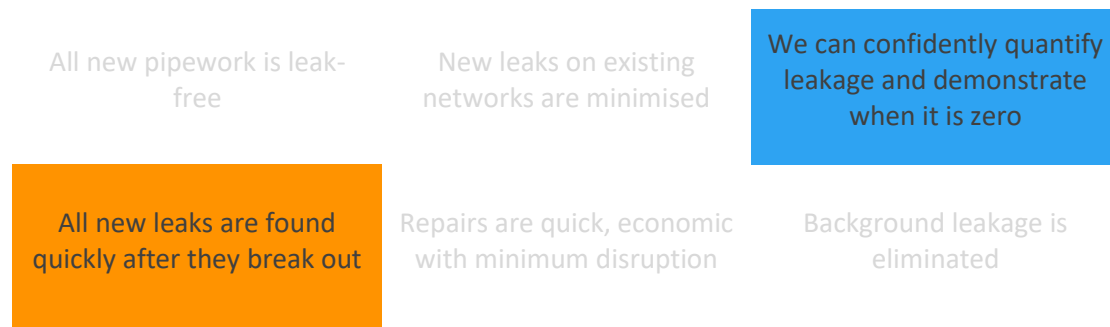 All new pipework is leak-
free
New leaks on existing
networks are minimised
We can confidently quantify
leakage and demonstrate
when it is zero
All new leaks are found
quickly after they break out
Repairs are quick, economic
with minimum disruption
Background leakage is
eliminated